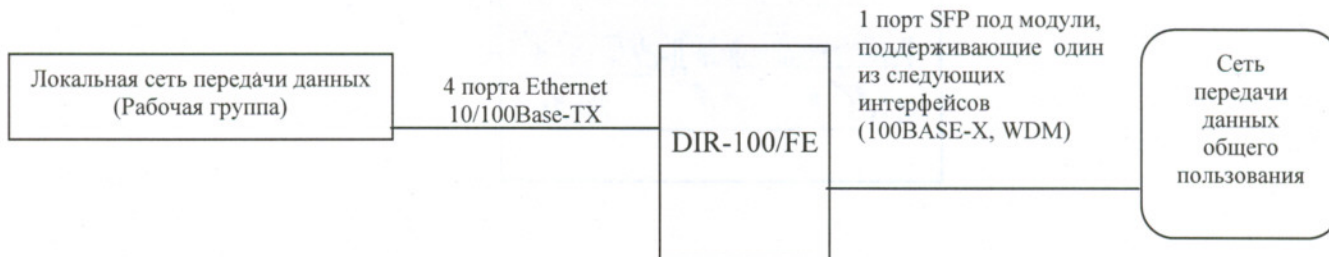 Локальная сеть передачи данных
(Рабочая группа)
4 порта Ethernet
10/100Base-TX
DIR-100/FE
1 порт SFP под модули,
поддерживающие один
из следующих
интерфейсов
(100BASE-X, WDM)
Сеть
передачи
данных
общего
пользования